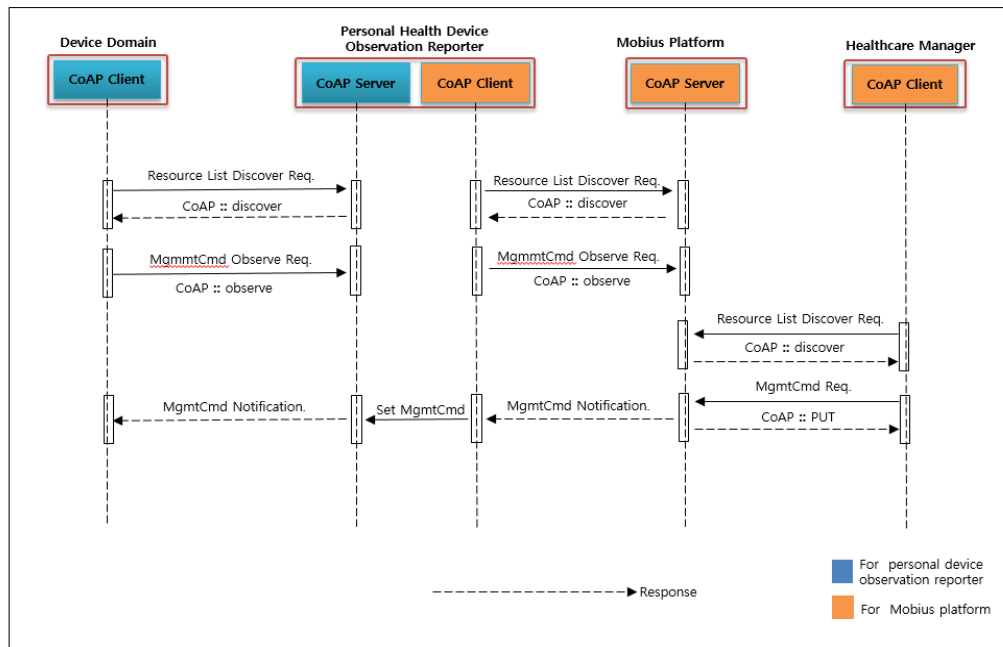 Device Domain
Personal Health Device
Observation Reporter
Mobius Platform
Healthcare Manager
CoAP Client
CoAP Server
CoAP Client
CoAP Server
CoAP Client
Resource List Discover Req.
CoAP :: discover
Resource List Discover Req.
CoAP :: discover
MgmmtCmd Observe Req.
CoAP :: observe
MgmmtCmd Observe Req.
CoAP :: observe
Resource List Discover Req.
CoAP :: discover
MgmtCmd Notification.
Set MgmtCmd
MgmtCmd Notification.
MgmtCmd Req.
CoAP :: PUT
Response
For personal device
observation reporter
For Mobius platform